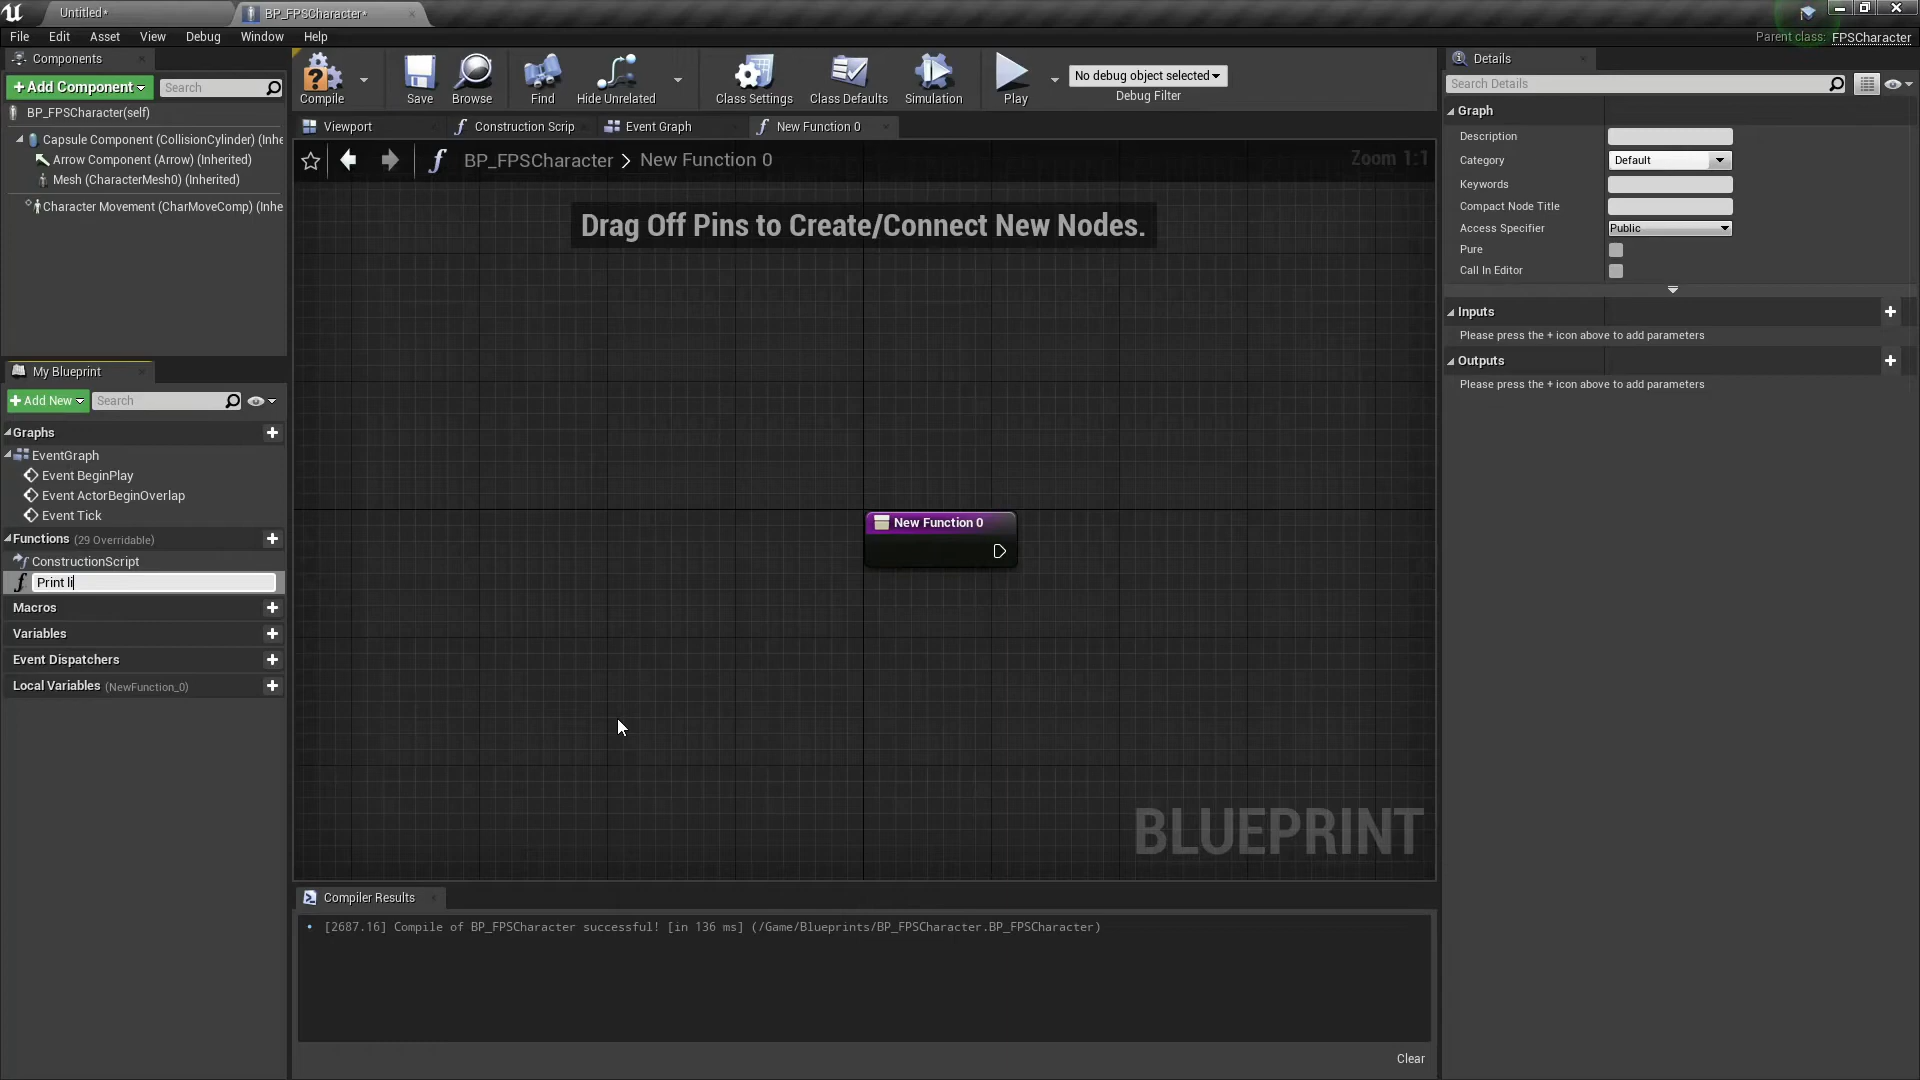 Untitled*
BP_FPSCharacter*
File Edit Asset View Debug Window Help
Parent class: FPSCharacter
Components
+Add Component
Search
BP_FPSCharacter(self)
Capsule Component (CollisionCylinder) (Inhe
Arrow Component (Arrow) (Inherited)
Mesh (CharacterMesh0) (Inherited)
Character Movement (CharMoveComp) (Inhe
Compile
Save
Browse
Find
Hide Unrelated
Class Settings
Class Defaults
Simulation
Play
No debug object selected
Debug Filter
Viewport
Construction Scrip
Event Graph
New Function 0
BP_FPSCharacter > New Function 0
Zoom 1:1
Drag Off Pins to Create/Connect New Nodes.
New Function 0
BLUEPRINT
My Blueprint
+Add New
Search
Graphs
EventGraph
Event BeginPlay
Event ActorBeginOverlap
Event Tick
Functions (29 Overridable)
ConstructionScript
Print li
Macros
Variables
Event Dispatchers
Local Variables (NewFunction_0)
Compiler Results
[2687.16] Compile of BP_FPSCharacter successful! [in 136 ms] (/Game/Blueprints/BP_FPSCharacter.BP_FPSCharacter)
Clear
Details
Search Details
Graph
Description
Category Default
Keywords
Compact Node Title
Access Specifier Public
Pure
Call In Editor
Inputs
Please press the + icon above to add parameters
Outputs
Please press the + icon above to add parameters